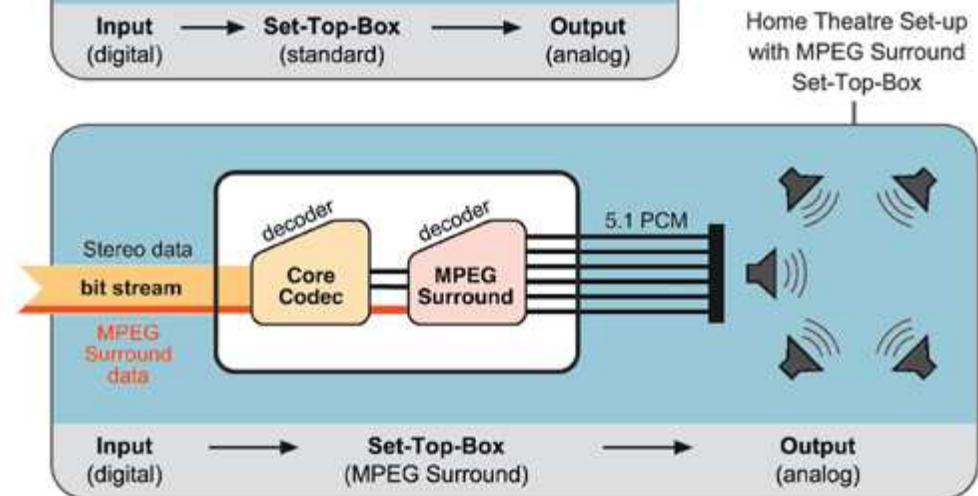 Input
(digital)
Set-Top-Box
(standard)
Output
(analog)
Home Theatre Set-up
with MPEG Surround
Set-Top-Box
Stereo data
bit stream
MPEG
Surround
data
decoder
Core
Codec
decoder
MPEG
Surround
5.1 PCM
Input
(digital)
Set-Top-Box
(MPEG Surround)
Output
(analog)